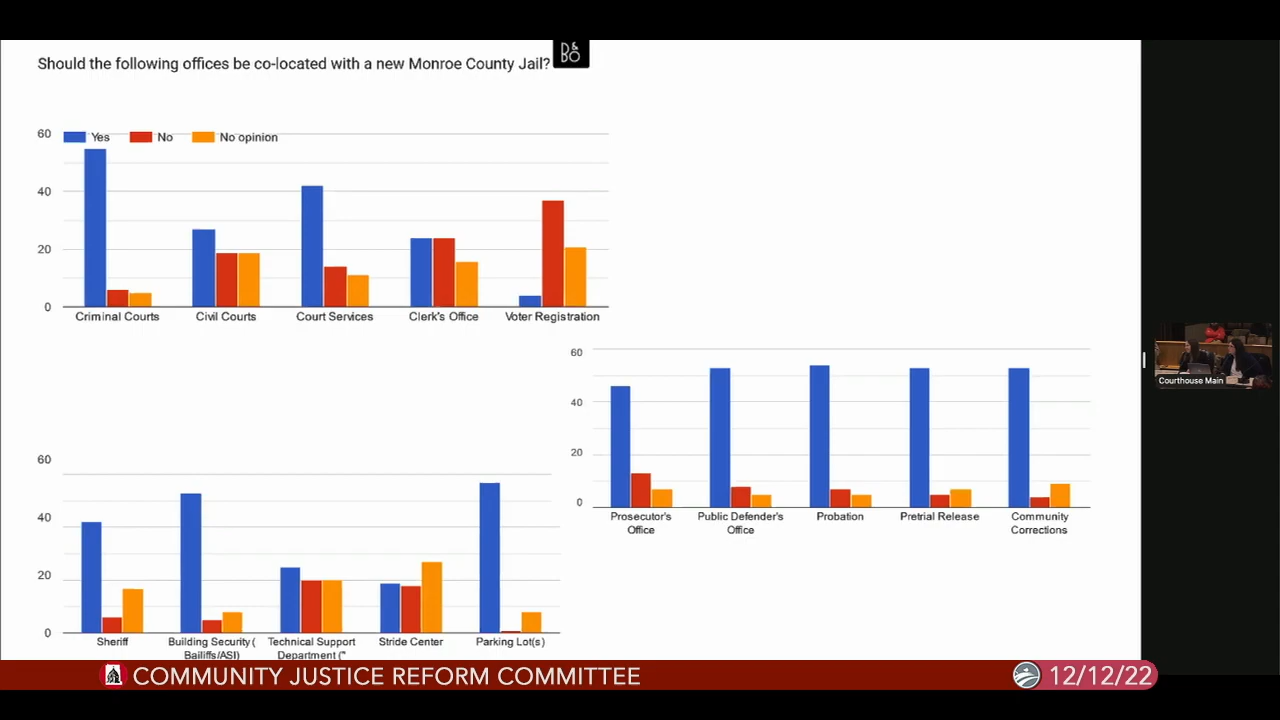 Should the following offices be co-located with a new Monroe County Jail?
D&
BO
60
Yes No No opinion
40
20
0
Criminal Courts Civil Courts Court Services Clerk's Office Voter Registration
60
40
20
0
Prosecutor's Office Public Defender's Office Probation Pretrial Release Community Corrections
60
40
20
0
Sheriff Building Security ( Bailiffs/ASI) Technical Support Department (" Stride Center Parking Lot(s)
Courthouse Main
COMMUNITY JUSTICE REFORM COMMITTEE 12/12/22